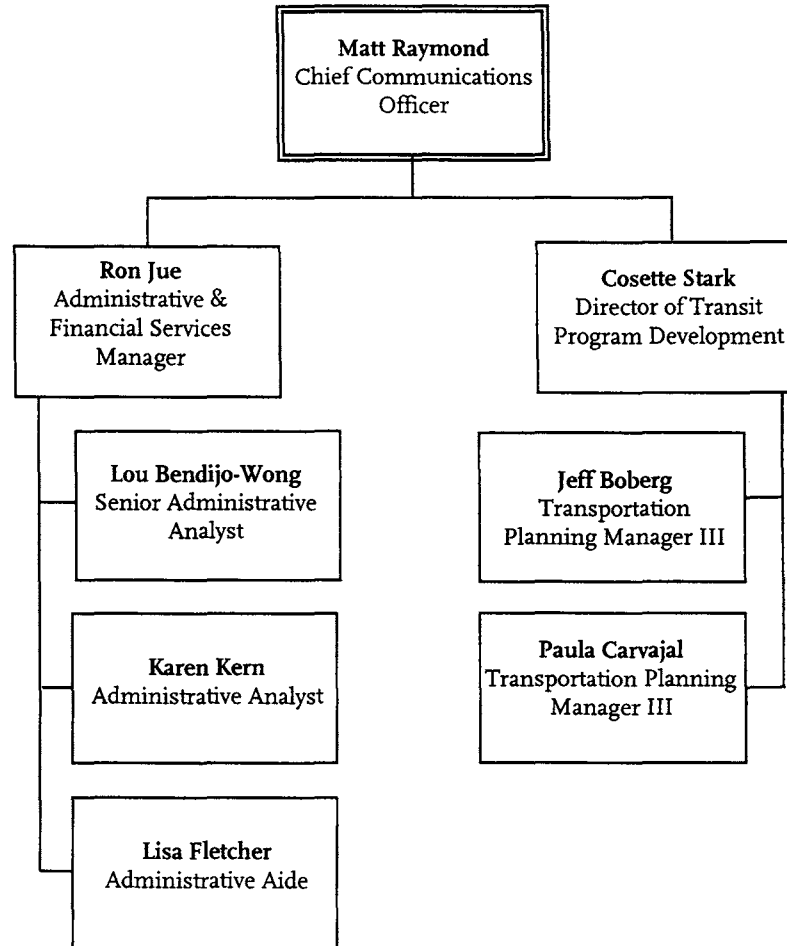 Matt Raymond
Chief Communications
Officer
Ron Jue
Administrative &
Financial Services
Manager
Cosette Stark
Director of Transit
Program Development
Lou Bendijo-Wong
Senior Administrative
Analyst
Jeff Boberg
Transportation
Planning Manager III
Karen Kern
Administrative Analyst
Paula Carvajal
Transportation Planning
Manager III
Lisa Fletcher
Administrative Aide